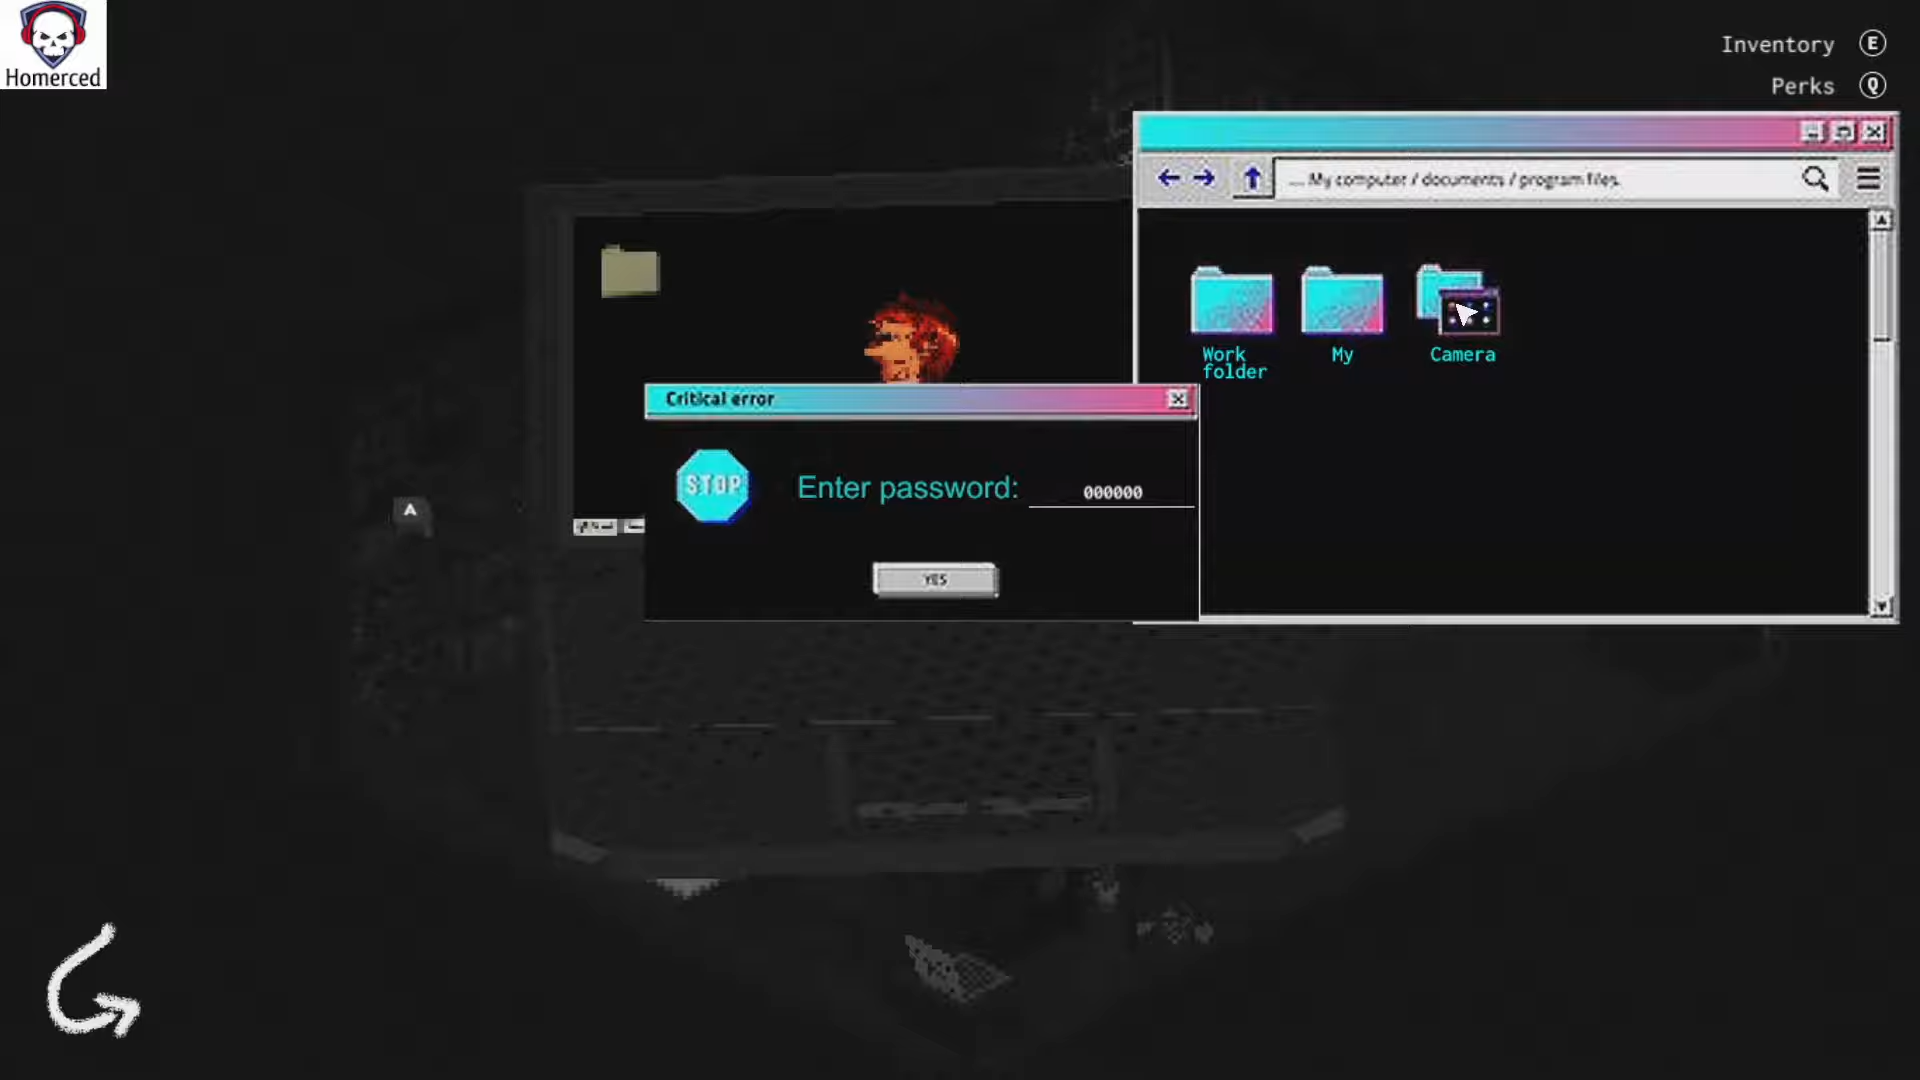 Homerced
Inventory E
Perks Q
... My computer / documents / program files
Work
folder
My
Camera
Critical error
STOP
Enter password: 000000
YES
A